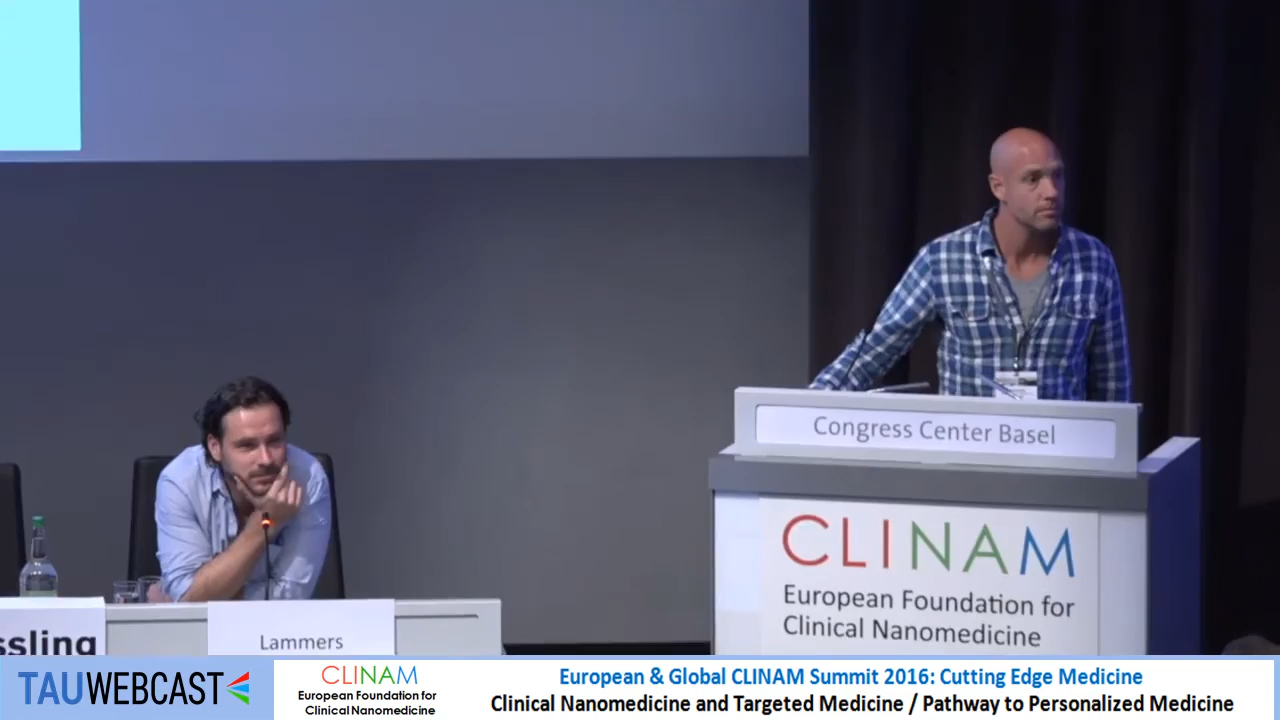 Congress Center Basel
CLINAM
European Foundation for
Clinical Nanomedicine
ssling
Lammers
TAUWEBCAST
CLINAM
European Foundation for
Clinical Nanomedicine
European & Global CLINAM Summit 2016: Cutting Edge Medicine
Clinical Nanomedicine and Targeted Medicine / Pathway to Personalized Medicine